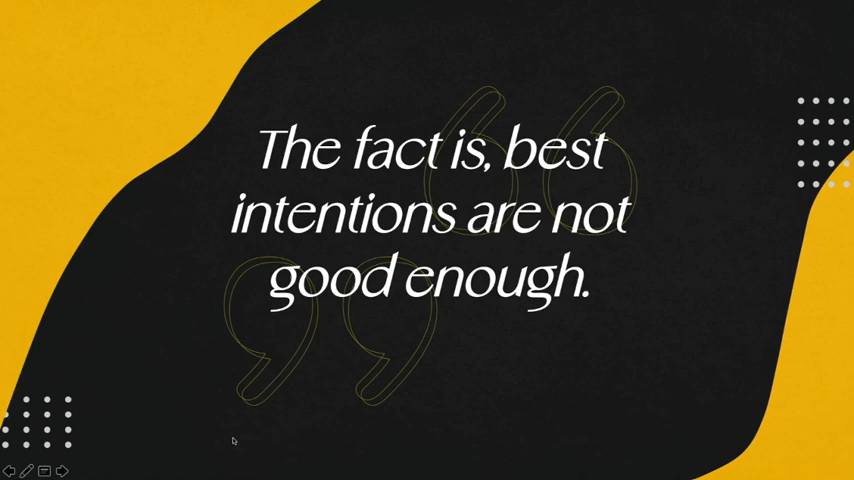 The fact is, best
intentions are not
good enough.